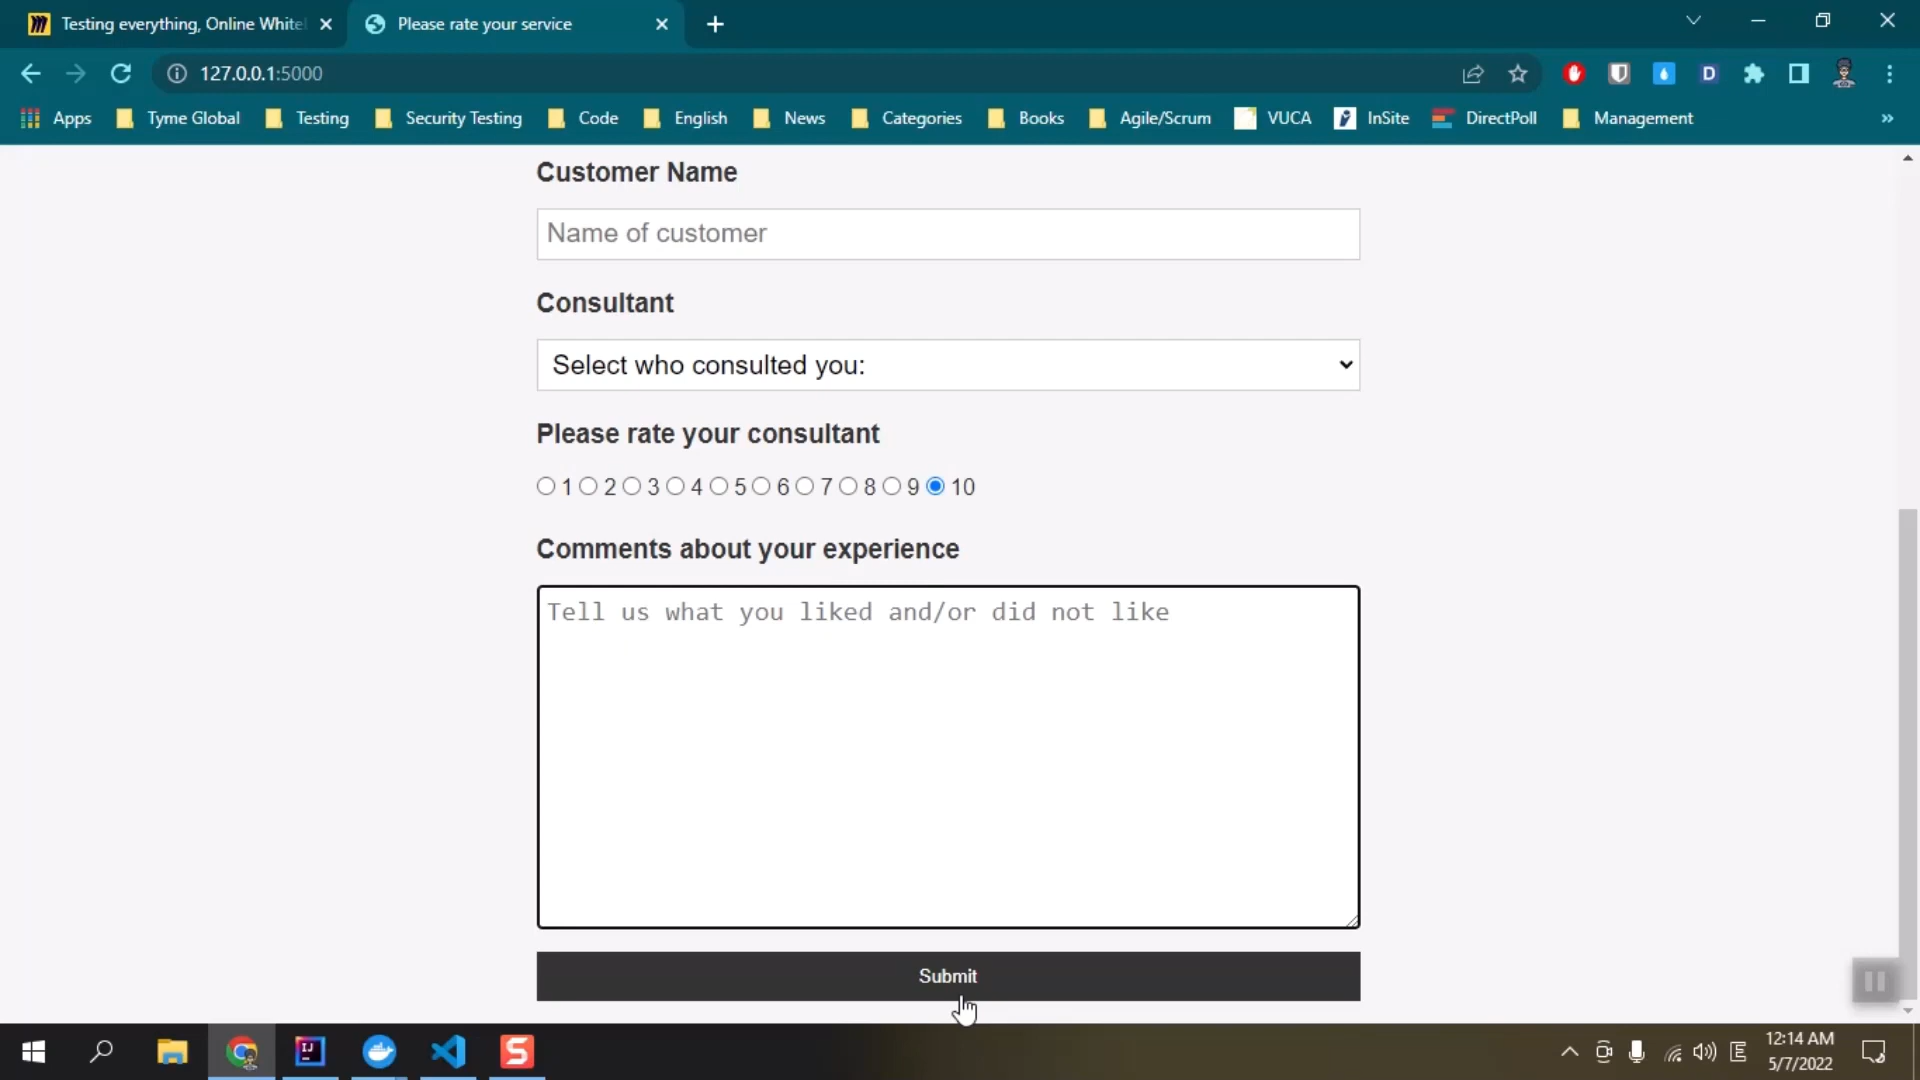 Testing everything, Online White
Please rate your service
127.0.0.1:5000
Apps Tyme Global Testing Security Testing Code English News Categories Books Agile/Scrum VUCA InSite DirectPoll Management »
Customer Name
Name of customer
Consultant
Select who consulted you:
Please rate your consultant
1 2 3 4 5 6 7 8 9 10
Comments about your experience
Tell us what you liked and/or did not like
Submit
12:14 AM
5/7/2022